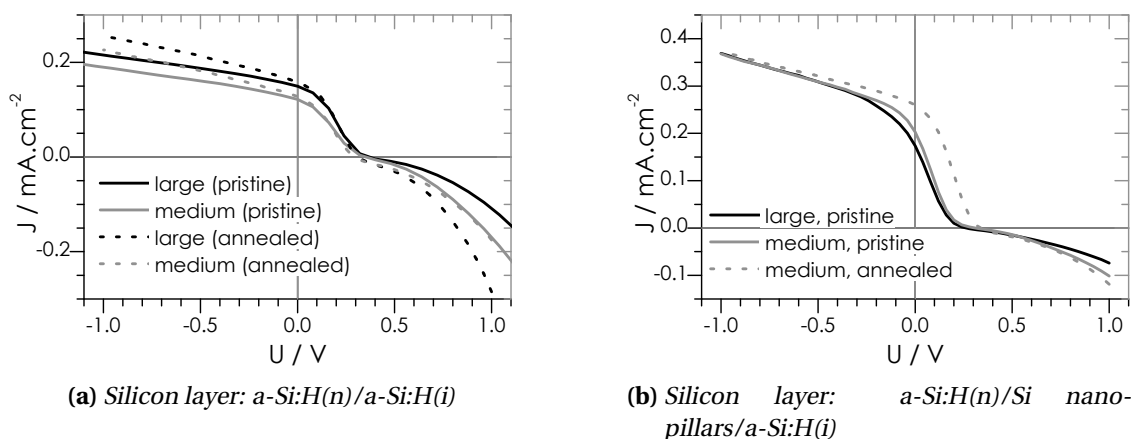 0.2
0.0
-0.2
J / mA.cm-2
-1.0 -0.5 0.0 0.5 1.0
U / V
large (pristine)
medium (pristine)
large (annealed)
medium (annealed)
(a) Silicon layer: a-Si:H(n)/a-Si:H(i)
0.4
0.3
0.2
0.1
0.0
-0.1
J / mA.cm-2
-1.0 -0.5 0.0 0.5 1.0
U / V
large, pristine
medium, pristine
medium, annealed
(b) Silicon layer: a-Si:H(n)/Si nano-
pillars/a-Si:H(i)